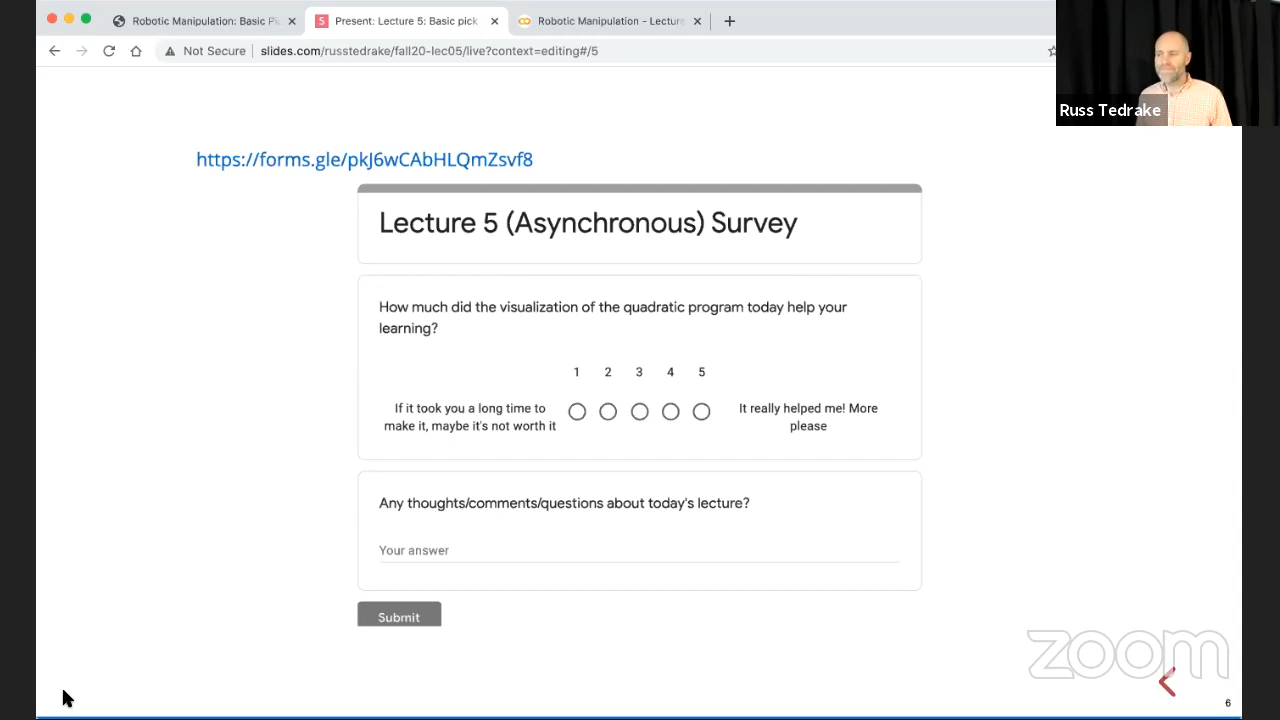 Robotic Manipulation: Basic Pi
Present: Lecture 5: Basic pick
Robotic Manipulation - Lecture
Not Secure
slides.com/russtedrake/fall20-lec05/live?context=editing#/5
Russ Tedrake
https://forms.gle/pkJ6wCAbHLQmZsvf8
Lecture 5 (Asynchronous) Survey
How much did the visualization of the quadratic program today help your
learning?
1 2 3 4 5
If it took you a long time to
make it, maybe it's not worth it
It really helped me! More
please
Any thoughts/comments/questions about today's lecture?
Your answer
Submit
zoom
6